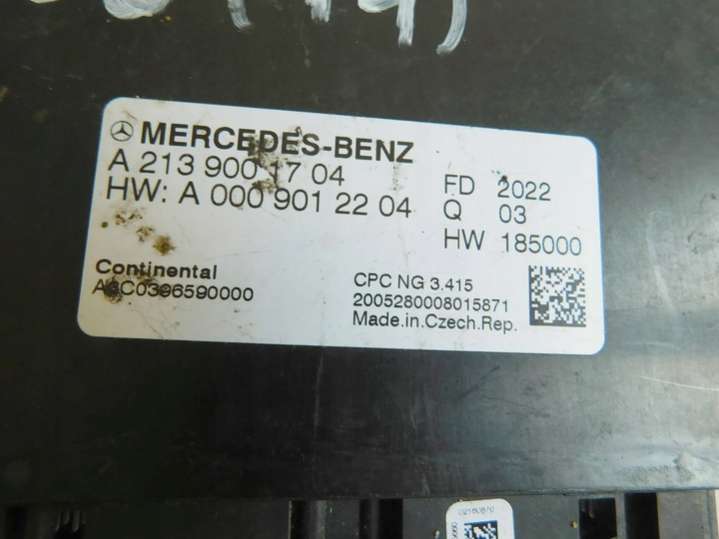 MERCEDES-BENZ
A 213 900 17 04
HW: A 000 901 22 04
FD 2022
Q 03
HW 185000
Continental
A3C0396590000
CPC NG 3.415
2005280008015871
Made.in.Czech.Rep.